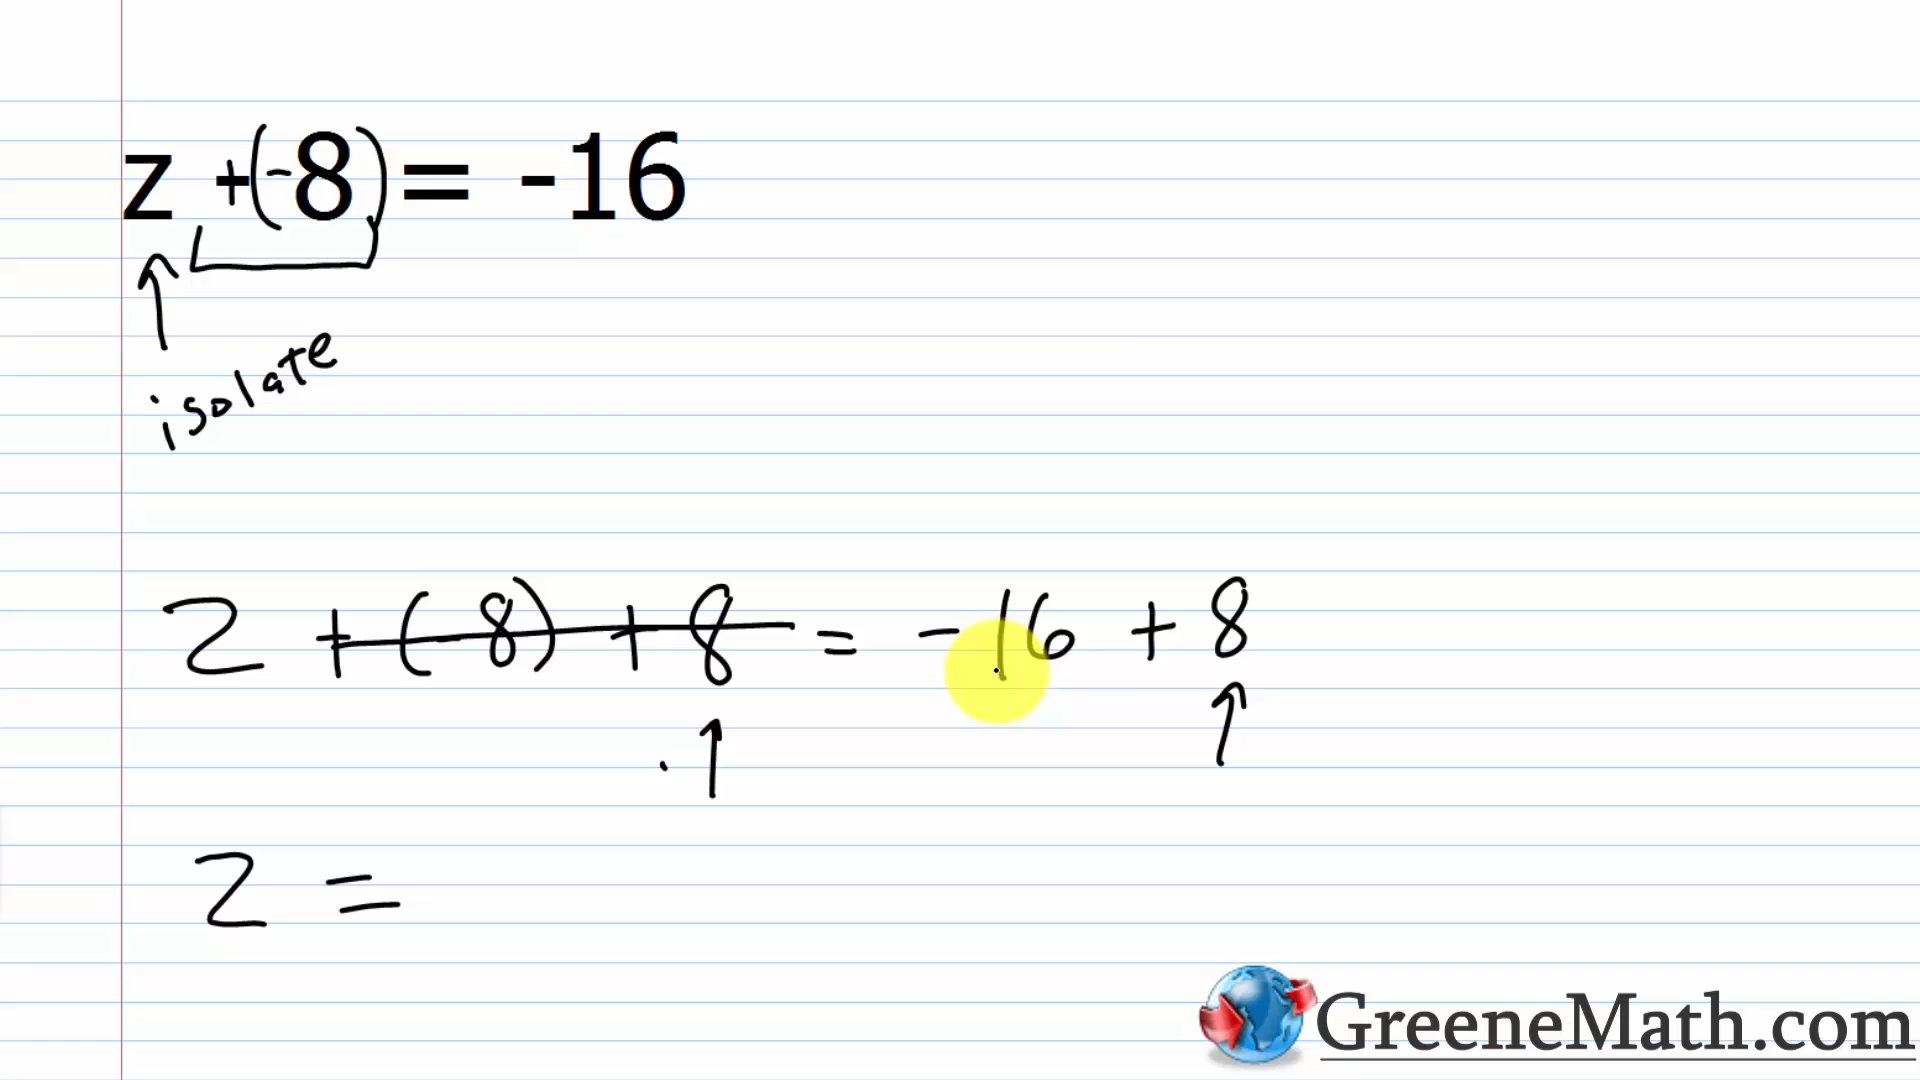 z +(-8) = -16
isolate
z + (-8) + 8 = -16 + 8
z =
GreeneMath.com